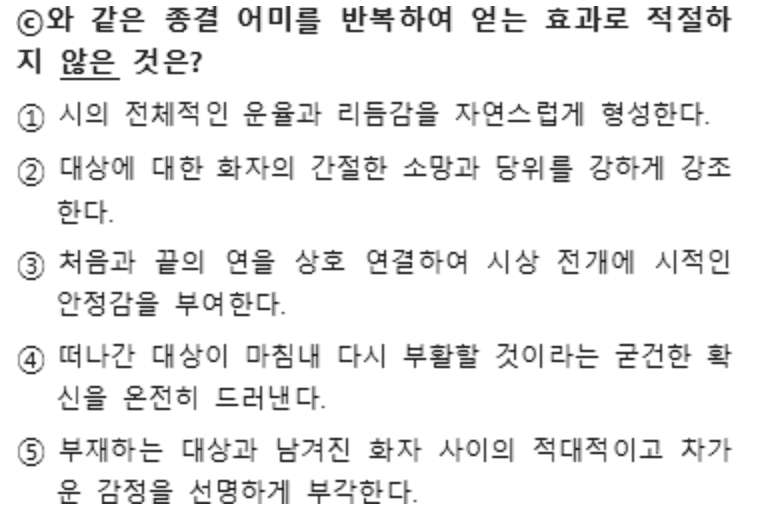 ⓒ와 같은 종결 어미를 반복하여 얻는 효과로 적절하
지 않은 것은?
① 시의 전체적인 운율과 리듬감을 자연스럽게 형성한다.
② 대상에 대한 화자의 간절한 소망과 당위를 강하게 강조
한다.
③ 처음과 끝의 연을 상호 연결하여 시상 전개에 시적인
안정감을 부여한다.
④ 떠나간 대상이 마침내 다시 부활할 것이라는 굳건한 확
신을 온전히 드러낸다.
⑤ 부재하는 대상과 남겨진 화자 사이의 적대적이고 차가
운 감정을 선명하게 부각한다.